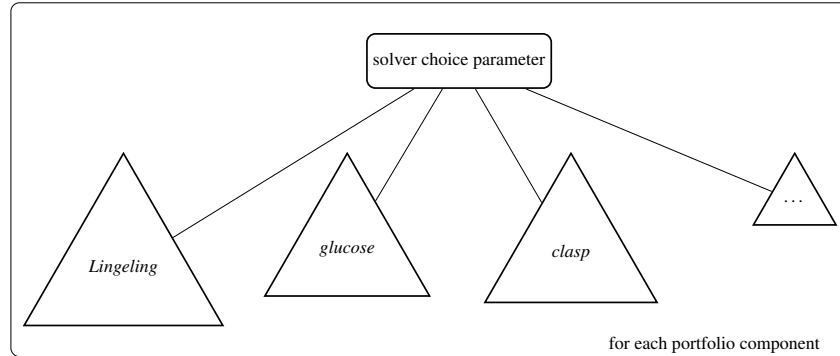 solver choice parameter
Lingeling
glucose
clasp
...
for each portfolio component